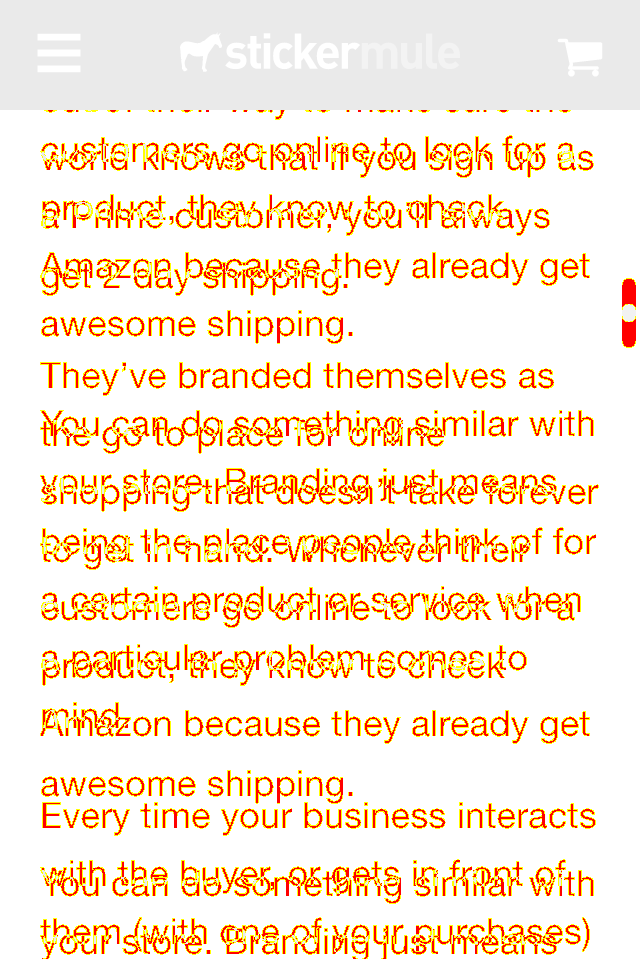 stickermule
customers go online to look for a
world knows that if you sign up as
product, they know to check
a Prime customer, you'll always
Amazon because they already get
get 2-day shipping.
awesome shipping.
They've branded themselves as
You can do something similar with
the go to place for online
your store. Branding just means
shopping that doesn't take forever
being the place people think of for
to get in hand. Whenever their
a certain product or service when
customers go online to look for a
a particular problem comes to
product, they know to check
mind.
Amazon because they already get
awesome shipping.
Every time your business interacts
with the buyer, or gets in front of
You can do something similar with
them (with one of your purchases)
your store. Branding just means